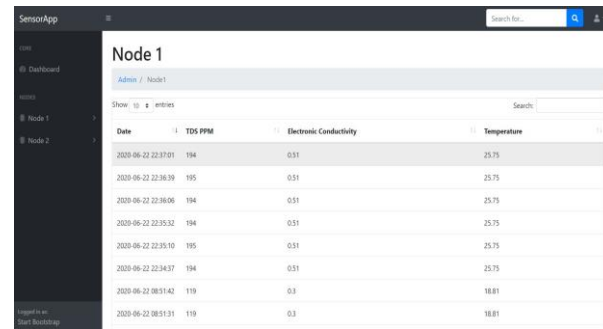 SensorApp
Search for...
CORE
Dashboard
NODES
Node 1
Node 2
Logged in as:
Start Bootstrap
Node 1
Admin / Node1
Show 10 entries
Search:
Date TDS PPM Electronic Conductivity Temperature
2020-06-22 22:37:01 194 0.51 25.75
2020-06-22 22:36:39 195 0.51 25.75
2020-06-22 22:36:06 194 0.51 25.75
2020-06-22 22:35:32 194 0.51 25.75
2020-06-22 22:35:10 195 0.51 25.75
2020-06-22 22:34:37 194 0.51 25.75
2020-06-22 08:51:42 119 0.3 18.81
2020-06-22 08:51:31 119 0.3 18.81